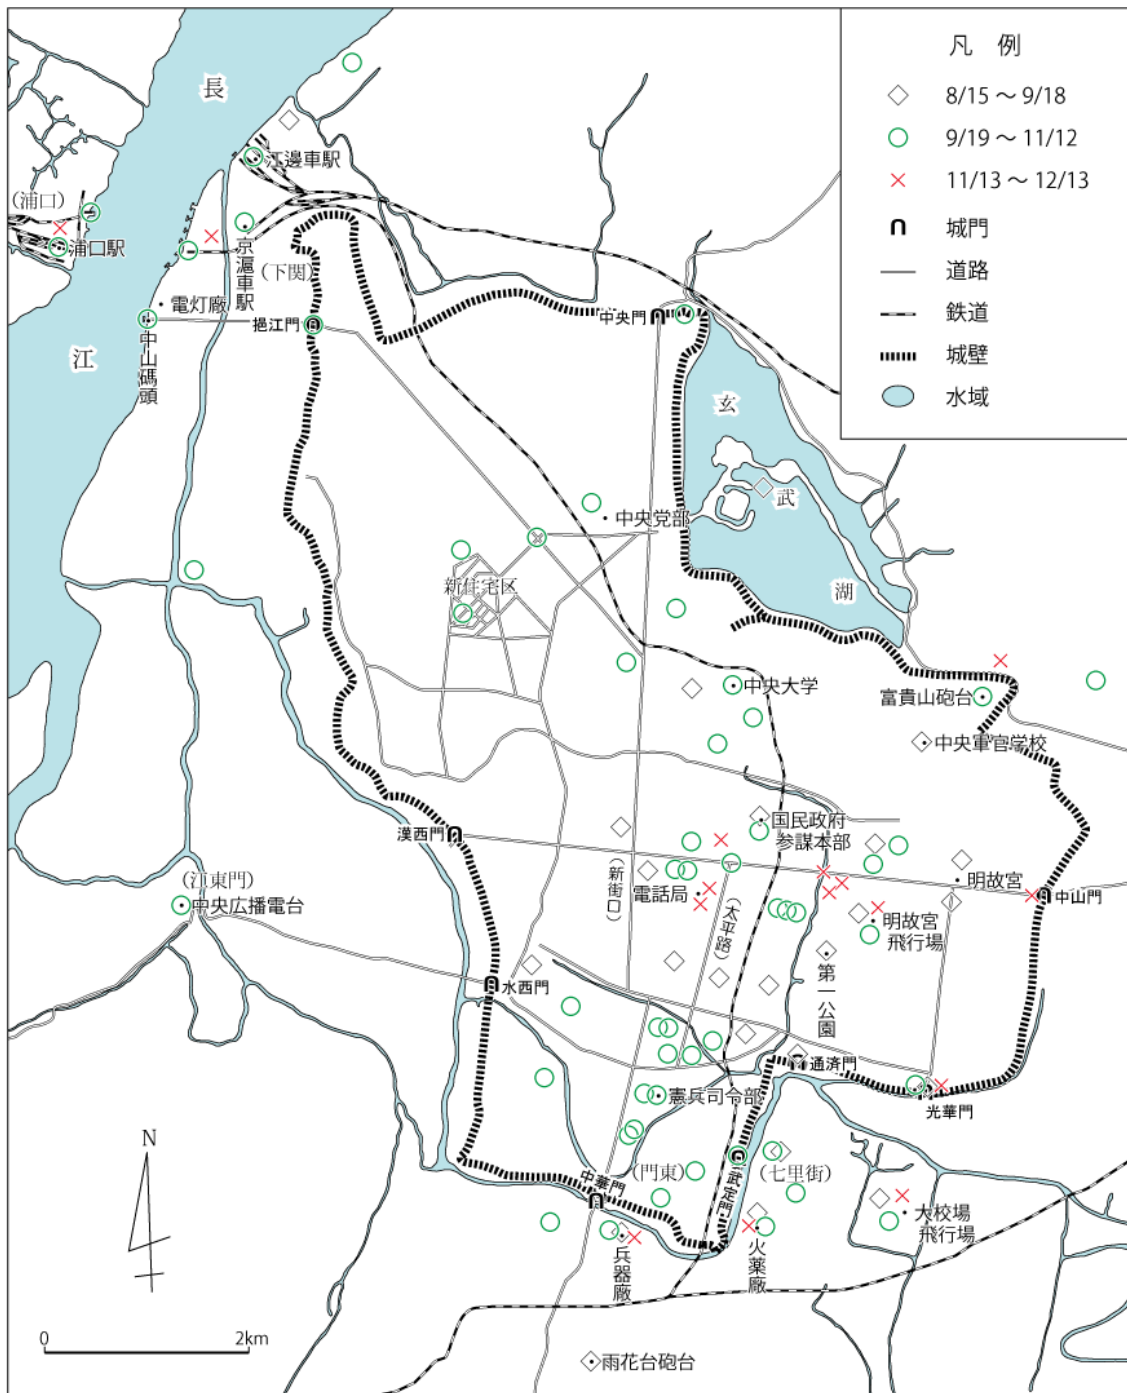 凡 例
8/15 ～ 9/18
9/19 ～ 11/12
11/13 ～ 12/13
城門
道路
鉄道
城壁
水域
長
江
江邊車駅
(浦口)
浦口駅
京滬車駅
(下関)
電灯廠
中山碼頭
挹江門
中央門
玄
武
湖
中央党部
新住宅区
中央大学
富貴山砲台
中央軍官学校
漢西門
国民政府
参謀本部
(新街口)
電話局
(太平路)
明故宮
中山門
明故宮
飛行場
(江東門)
中央広播電台
水西門
第一公園
通済門
光華門
憲兵司令部
(門東)
中華門
武定門
(七里街)
大校場
飛行場
兵器廠
火薬廠
雨花台砲台
N
0
2km